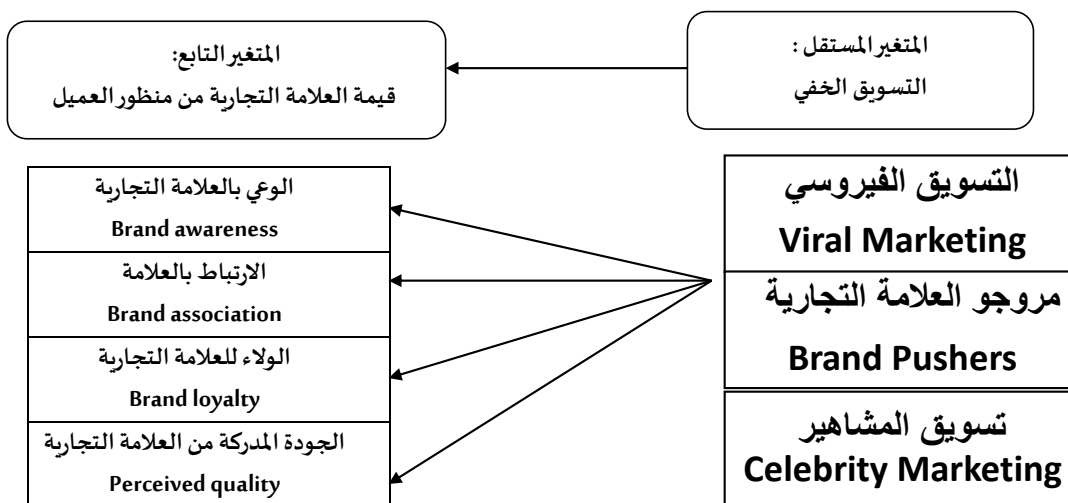 المتغير المستقل :
التسويق الخفي
المتغير التابع:
قيمة العلامة التجارية من منظور العميل
التسويق الفيروسي
Viral Marketing
مروجو العلامة التجارية
Brand Pushers
تسويق المشاهير
Celebrity Marketing
الوعي بالعلامة التجارية
Brand awareness
الارتباط بالعلامة
Brand association
الولاء للعلامة التجارية
Brand loyalty
الجودة المدركة من العلامة التجارية
Perceived quality